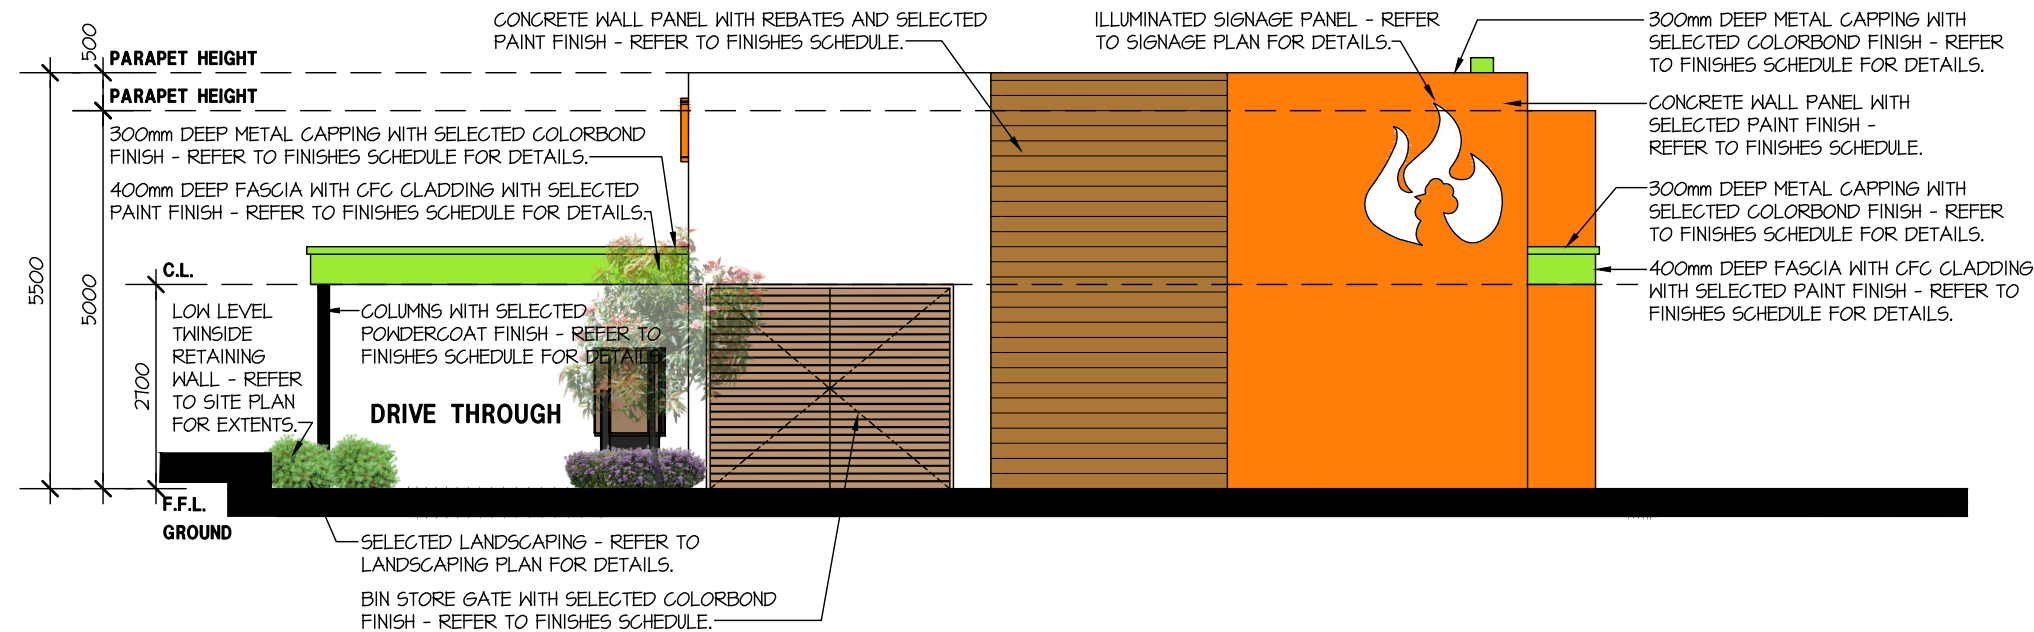 CONCRETE WALL PANEL WITH REBATES AND SELECTED
PAINT FINISH - REFER TO FINISHES SCHEDULE.
ILLUMINATED SIGNAGE PANEL - REFER
TO SIGNAGE PLAN FOR DETAILS.
300mm DEEP METAL CAPPING WITH
SELECTED COLORBOND FINISH - REFER
TO FINISHES SCHEDULE FOR DETAILS.
500
PARAPET HEIGHT
PARAPET HEIGHT
CONCRETE WALL PANEL WITH
SELECTED PAINT FINISH -
REFER TO FINISHES SCHEDULE.
300mm DEEP METAL CAPPING WITH SELECTED COLORBOND
FINISH - REFER TO FINISHES SCHEDULE FOR DETAILS.
400mm DEEP FASCIA WITH CFC CLADDING WITH SELECTED
PAINT FINISH - REFER TO FINISHES SCHEDULE FOR DETAILS.
300mm DEEP METAL CAPPING WITH
SELECTED COLORBOND FINISH - REFER
TO FINISHES SCHEDULE FOR DETAILS.
400mm DEEP FASCIA WITH CFC CLADDING
WITH SELECTED PAINT FINISH - REFER TO
FINISHES SCHEDULE FOR DETAILS.
5500
5000
2700
C.L.
LOW LEVEL
TWINSIDE
RETAINING
WALL - REFER
TO SITE PLAN
FOR EXTENTS.
COLUMNS WITH SELECTED
POWDERCOAT FINISH - REFER TO
FINISHES SCHEDULE FOR DETAILS.
DRIVE THROUGH
F.F.L.
GROUND
SELECTED LANDSCAPING - REFER TO
LANDSCAPING PLAN FOR DETAILS.
BIN STORE GATE WITH SELECTED COLORBOND
FINISH - REFER TO FINISHES SCHEDULE.